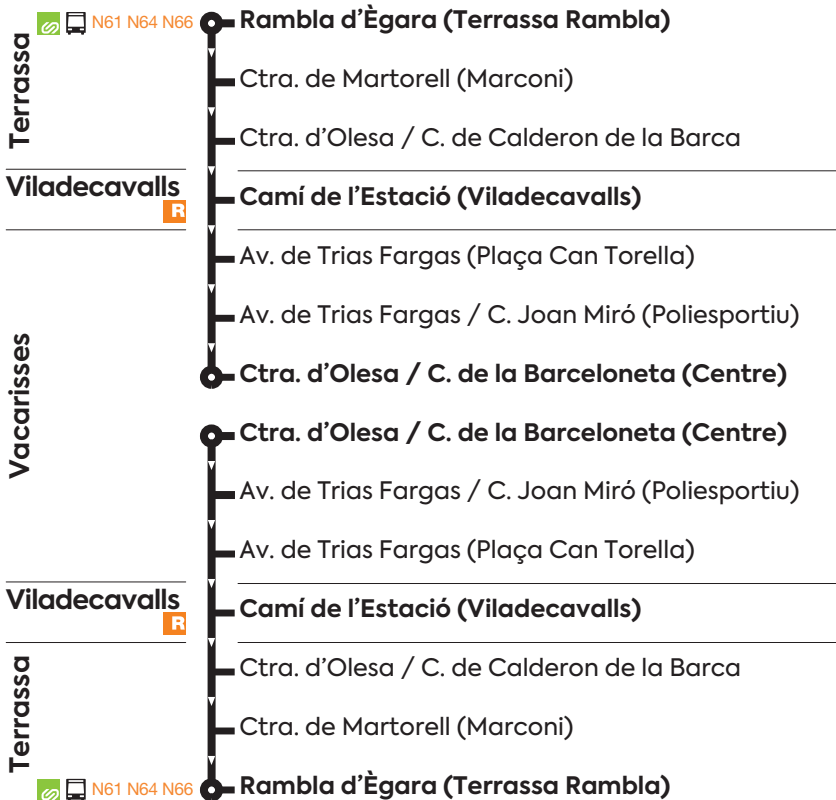 Terrassa
N61 N64 N66 Rambla d’Ègara (Terrassa Rambla)
Ctra. de Martorell (Marconi)
Ctra. d’Olesa / C. de Calderon de la Barca
Viladecavalls
R
Camí de l’Estació (Viladecavalls)
Vacarisses
Av. de Trias Fargas (Plaça Can Torella)
Av. de Trias Fargas / C. Joan Miró (Poliesportiu)
Ctra. d’Olesa / C. de la Barceloneta (Centre)
Ctra. d’Olesa / C. de la Barceloneta (Centre)
Av. de Trias Fargas / C. Joan Miró (Poliesportiu)
Av. de Trias Fargas (Plaça Can Torella)
Viladecavalls
R
Camí de l’Estació (Viladecavalls)
Terrassa
Ctra. d’Olesa / C. de Calderon de la Barca
Ctra. de Martorell (Marconi)
N61 N64 N66 Rambla d’Ègara (Terrassa Rambla)